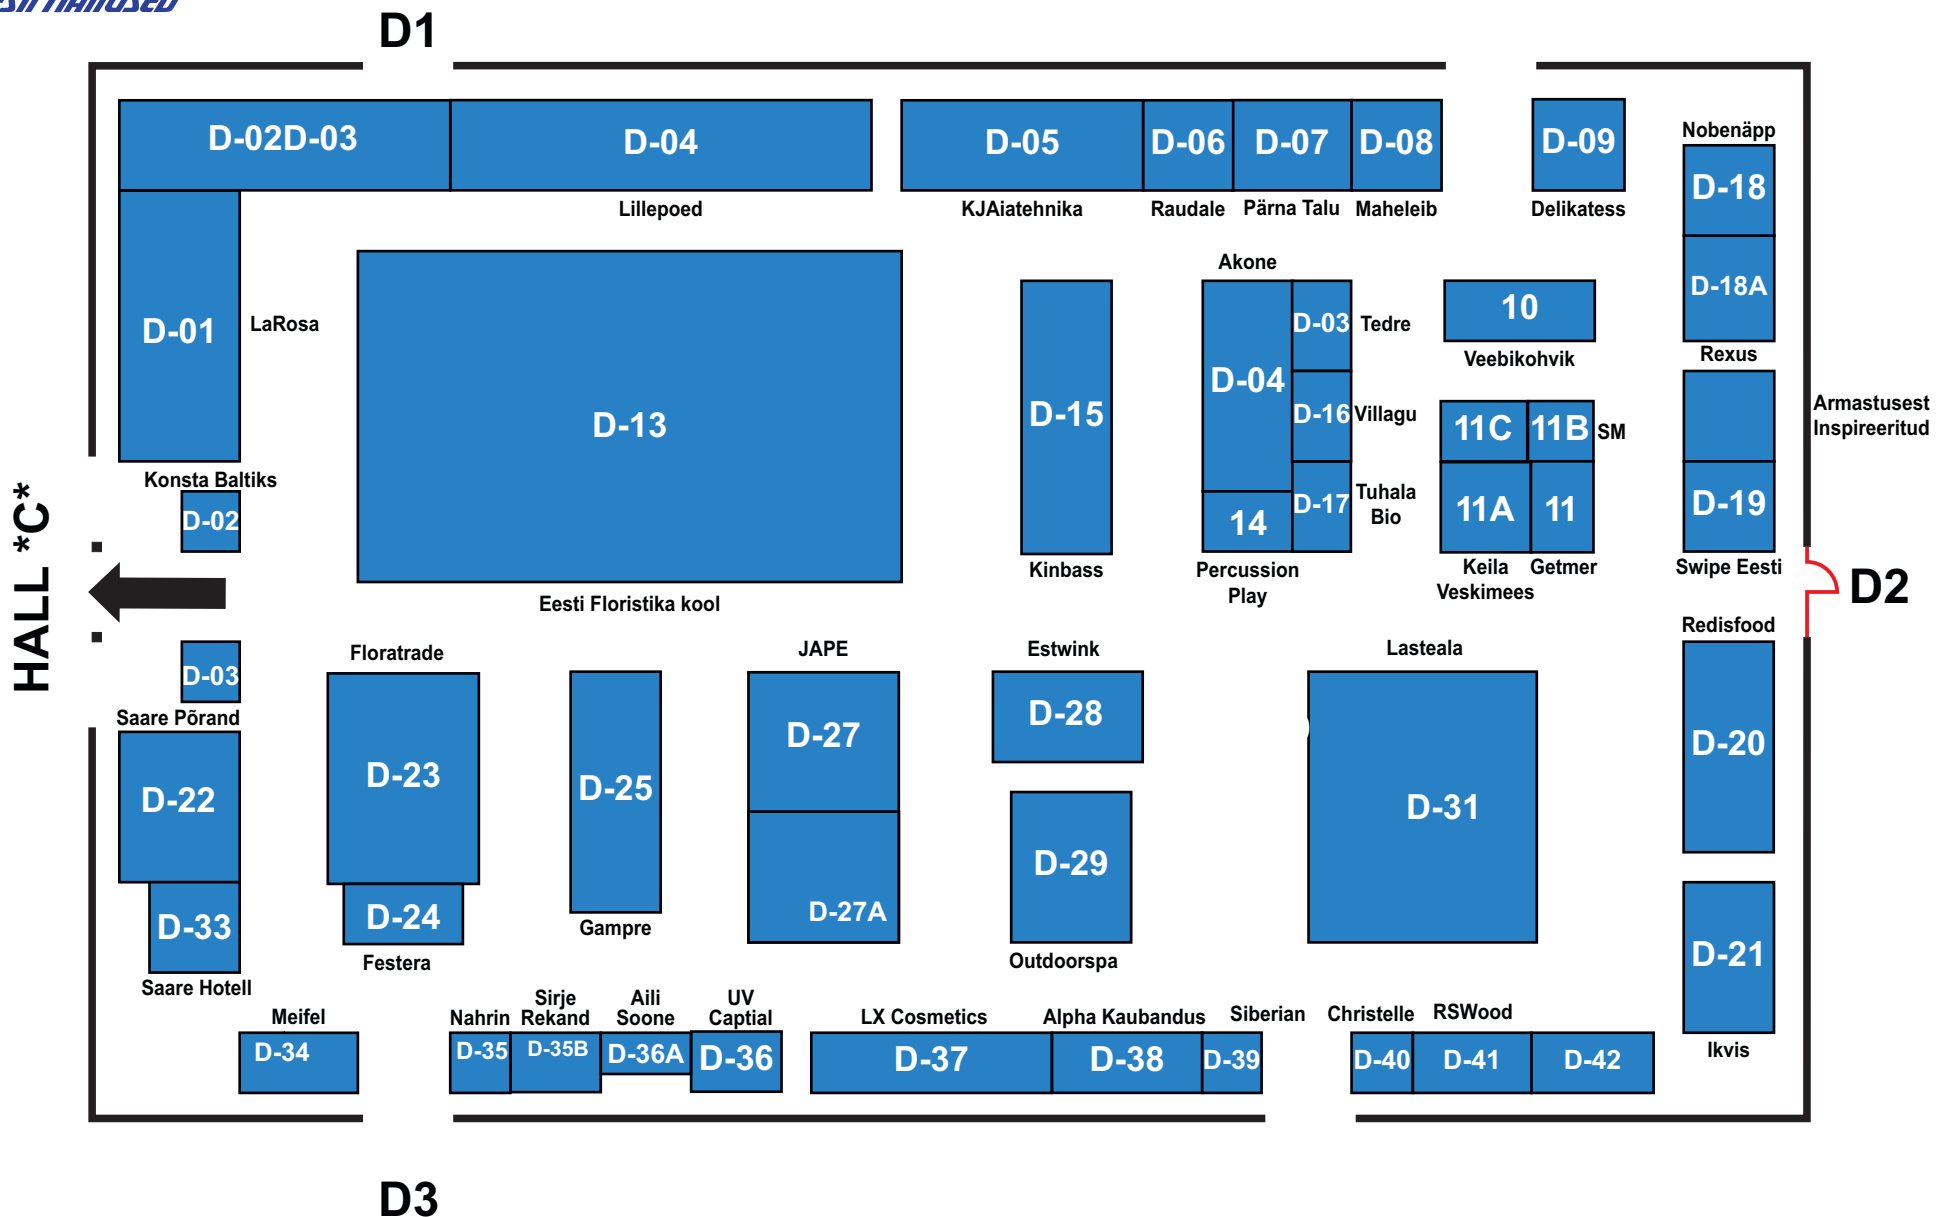 D1
D-02D-03
D-04
D-05
D-06
D-07
D-08
D-09
Nobenäpp
D-18
Lillepoed
KJAiatehnika
Raudale
Pärna Talu
Maheleib
Delikatess
D-01
LaRosa
D-13
D-15
Akone
D-04
D-03
Tedre
10
Veebikohvik
D-18A
Rexus
D-16
Villagu
11C
11B
SM
Armastusest
Inspireeritud
Konsta Baltiks
D-02
14
D-17
Tuhala
Bio
11A
11
D-19
HALL *C*
Eesti Floristika kool
Kinbass
Percussion
Play
Keila
Veskimees
Getmer
Swipe Eesti
D2
D-03
Saare Põrand
Floratrade
JAPE
Estwink
Lasteala
Redisfood
D-22
D-23
D-25
D-27
D-28
D-31
D-20
D-33
D-24
D-27A
D-29
D-21
Saare Hotell
Festera
Gampre
Outdoorspa
Ikvis
Meifel
Nahrin
Sirje
Rekand
Aili
Soone
UV
Captial
LX Cosmetics
Alpha Kaubandus
Siberian
Christelle
RSWood
D-34
D-35
D-35B
D-36A
D-36
D-37
D-38
D-39
D-40
D-41
D-42
D3